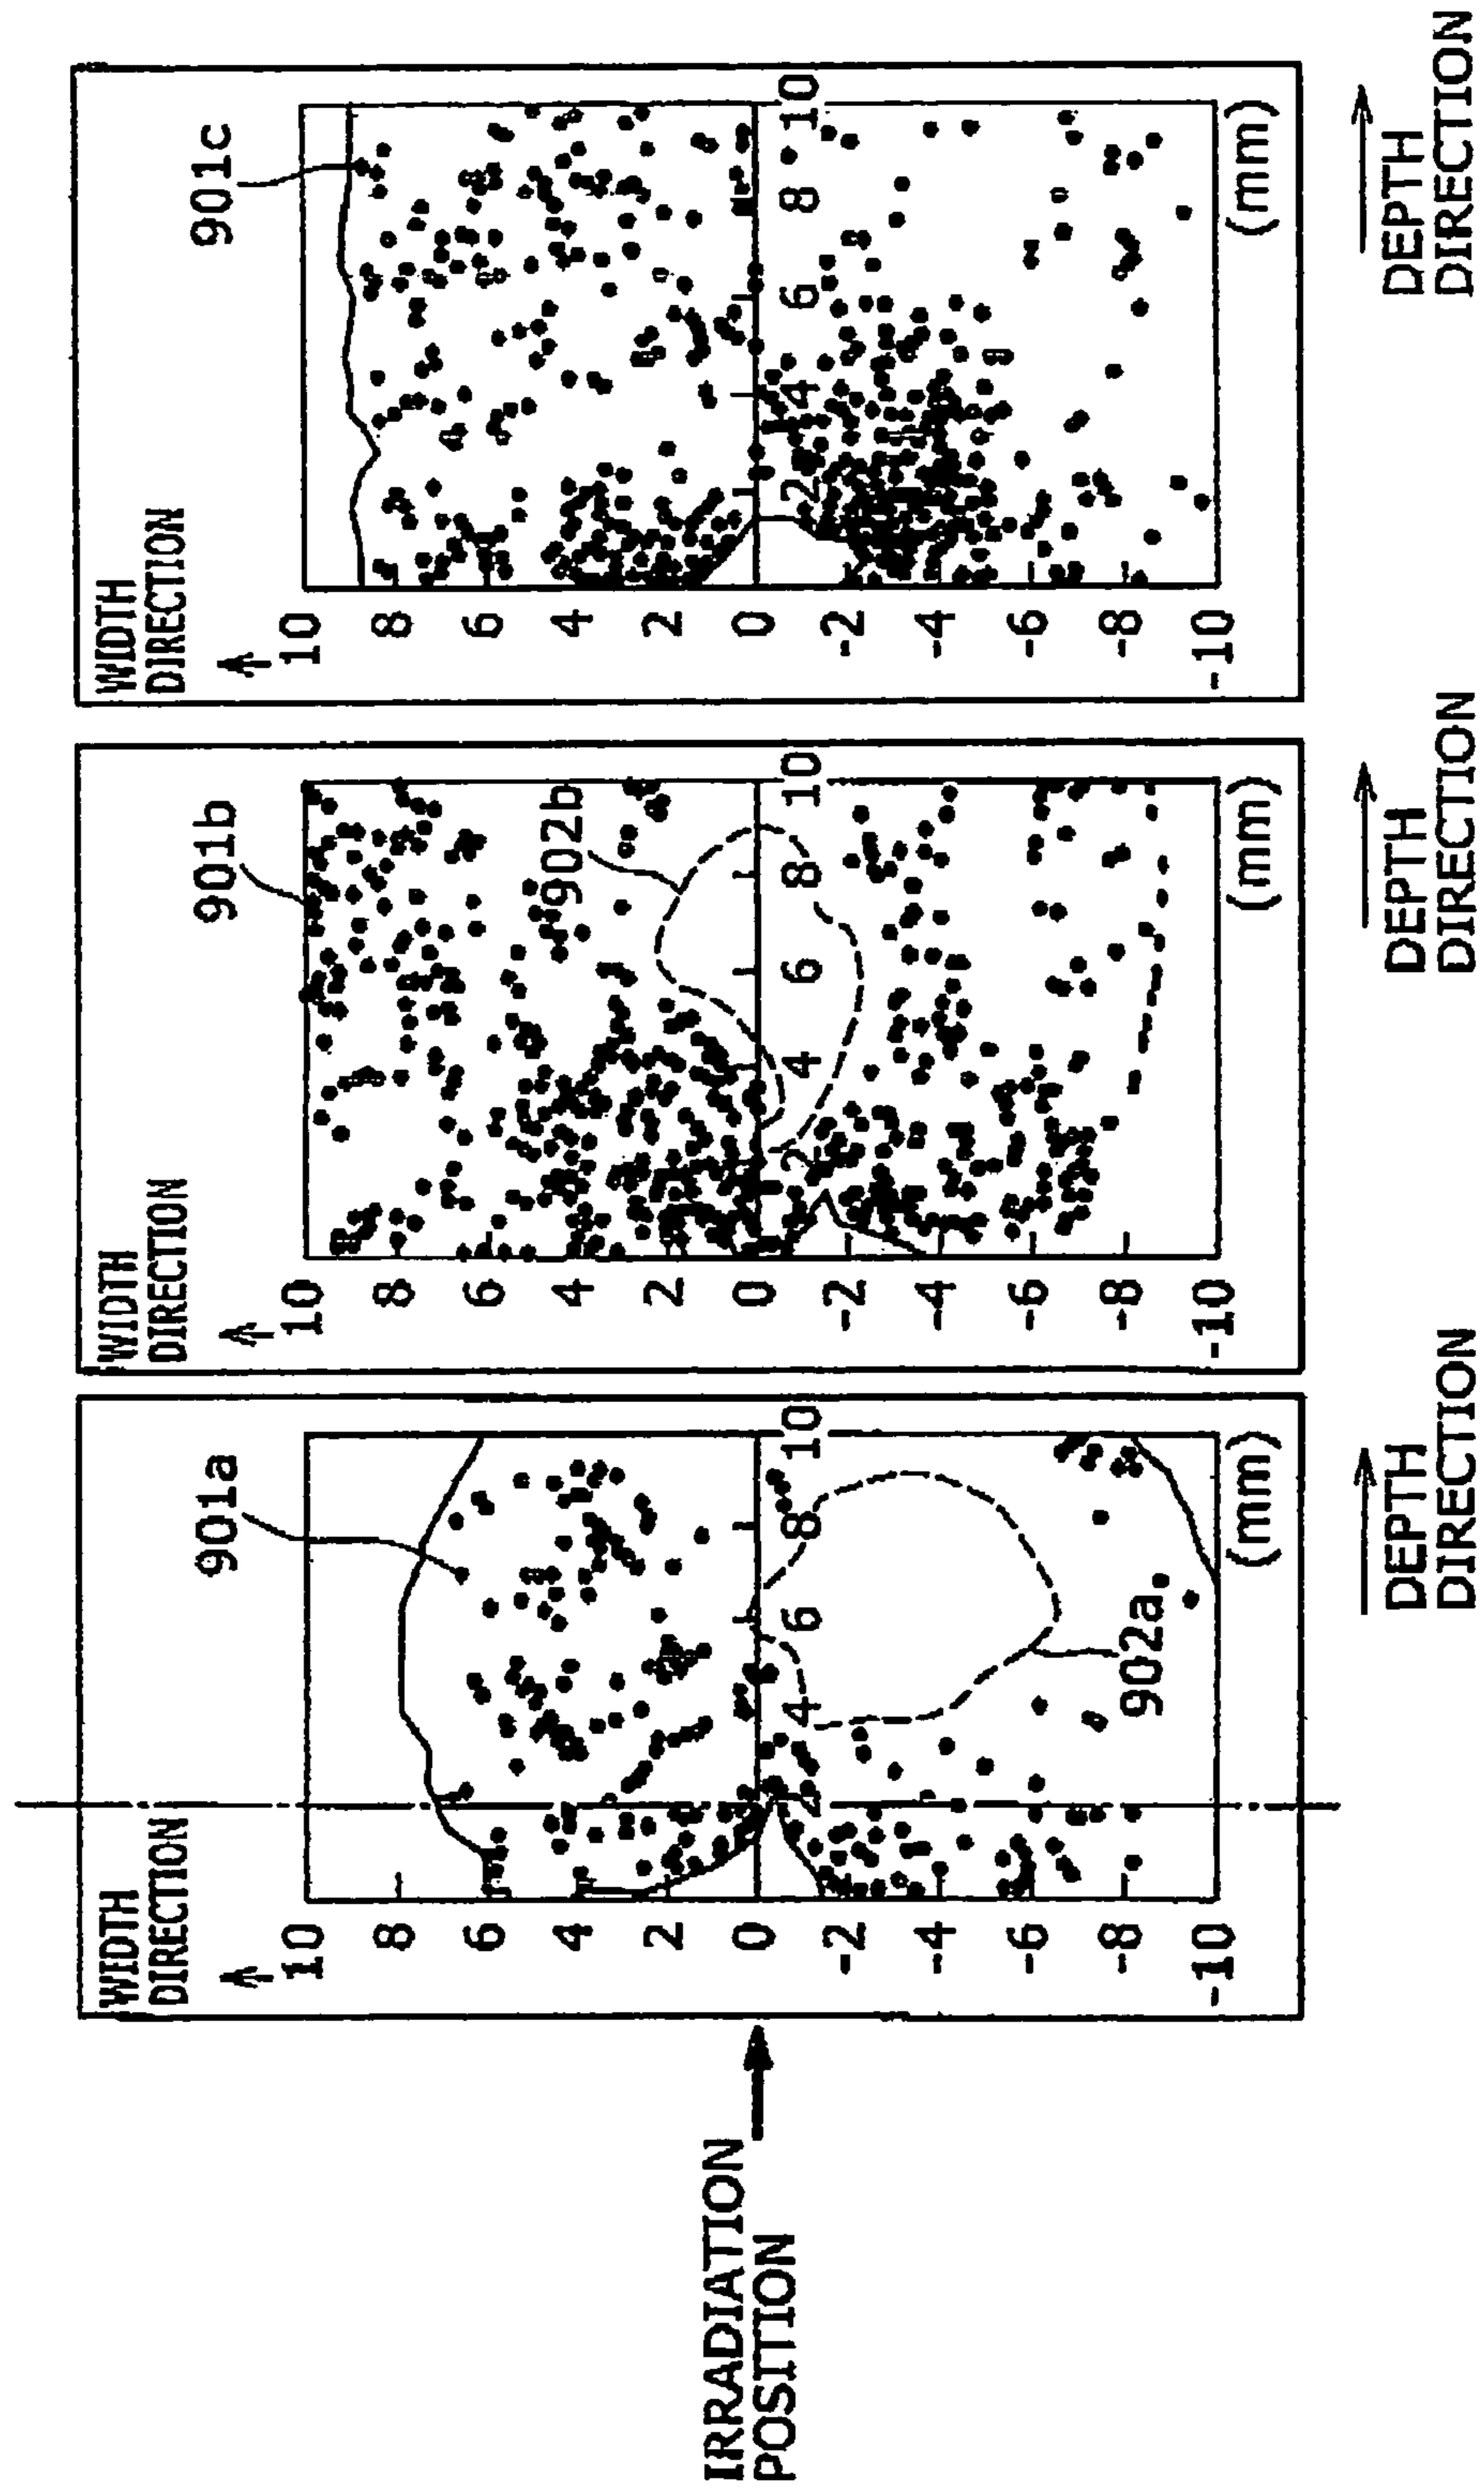 IRRADIATION
POSITION
WIDTH
DIRECTION
901a
10
8
6
4
2
0
2 4 6 8 10
-2
-4
-6
-8
902a
-10
(mm)
DEPTH
DIRECTION
WIDTH
DIRECTION
901b
10
8
6
902b
4
2
0
2 4 6 8 10
-2
-4
-6
-8
-10
(mm)
DEPTH
DIRECTION
WIDTH
DIRECTION
901c
10
8
6
4
2
0
2 4 6 8 10
-2
-4
-6
-8
-10
(mm)
DEPTH
DIRECTION